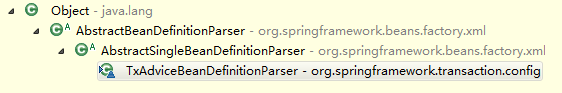 Object - java.lang
AbstractBeanDefinitionParser - org.springframework.beans.factory.xml
AbstractSingleBeanDefinitionParser - org.springframework.beans.factory.xml
TxAdviceBeanDefinitionParser - org.springframework.transaction.config